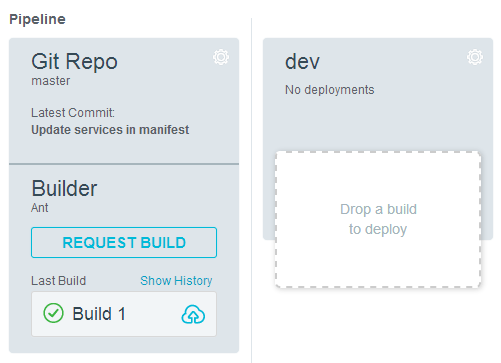 Pipeline
Git Repo
master
Latest Commit:
Update services in manifest
Builder
Ant
REQUEST BUILD
Last Build Show History
Build 1
dev
No deployments
Drop a build
to deploy